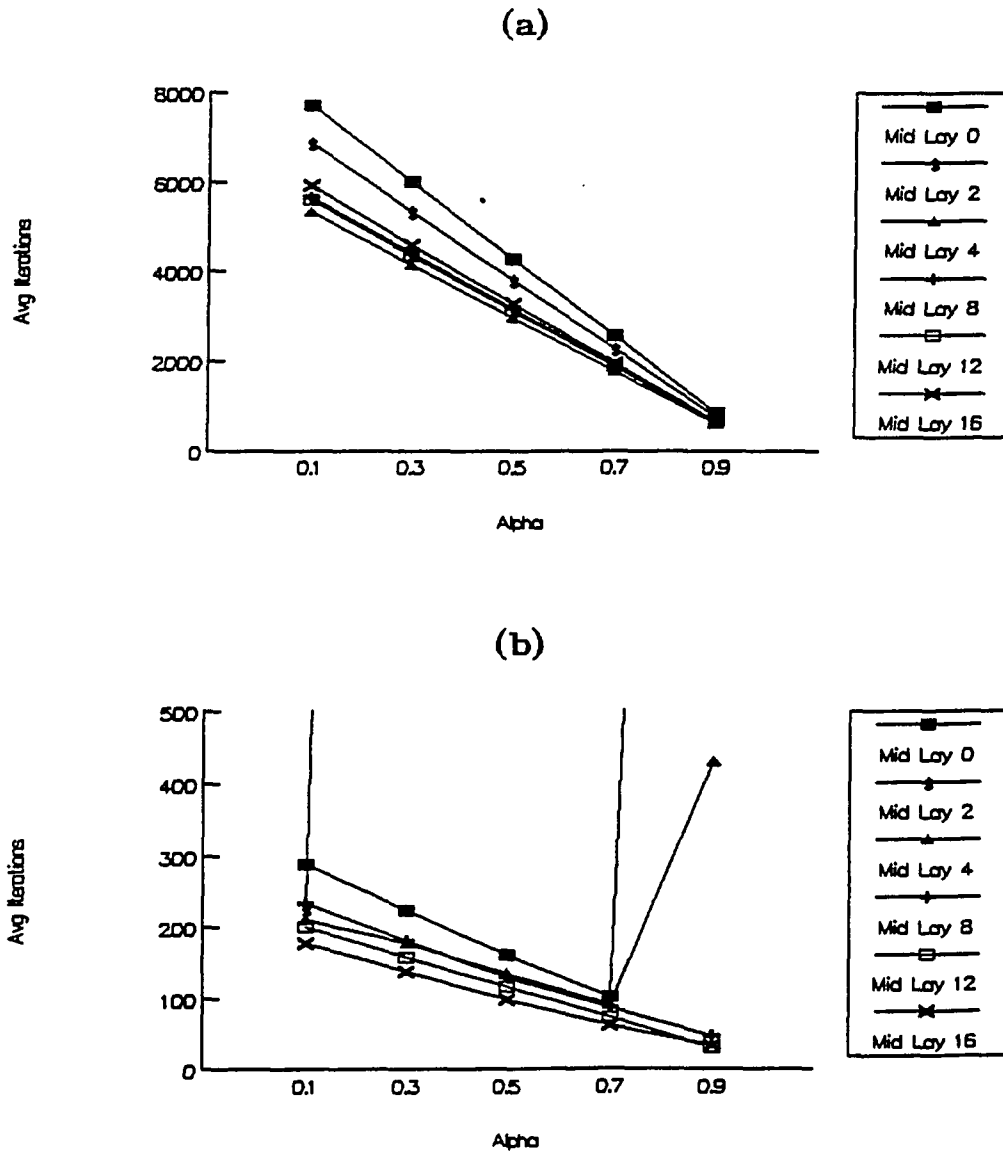 (a)
8000
6000
4000
2000
0
Avg Iterations
0.1 0.3 0.5 0.7 0.9
Alpha
Mid Lay 0
Mid Lay 2
Mid Lay 4
Mid Lay 8
Mid Lay 12
Mid Lay 16
(b)
500
400
300
200
100
0
Avg Iterations
0.1 0.3 0.5 0.7 0.9
Alpha
Mid Lay 0
Mid Lay 2
Mid Lay 4
Mid Lay 8
Mid Lay 12
Mid Lay 16